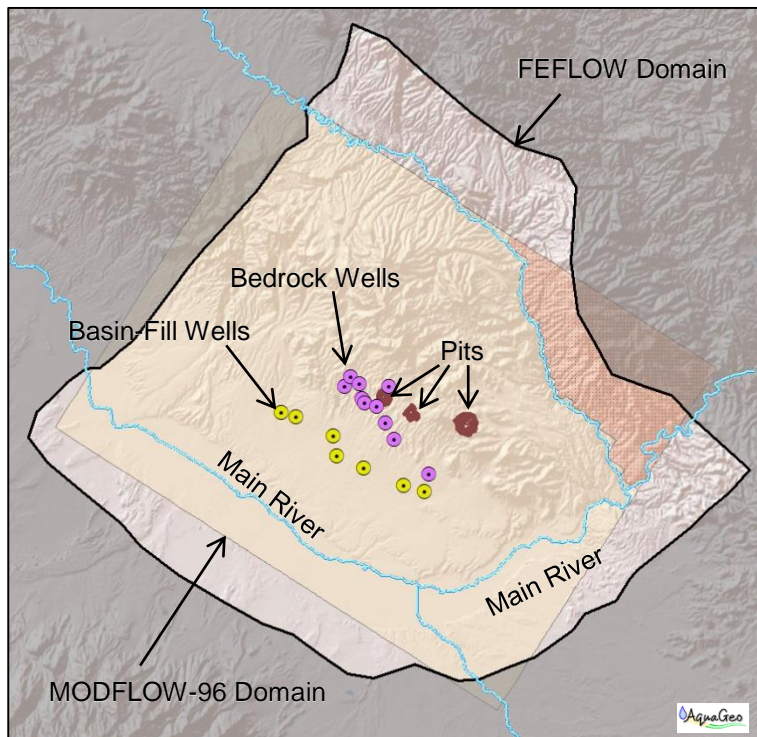 FEFLOW Domain
Bedrock Wells
Basin-Fill Wells
Pits
Main River
Main River
MODFLOW-96 Domain
AquaGeo